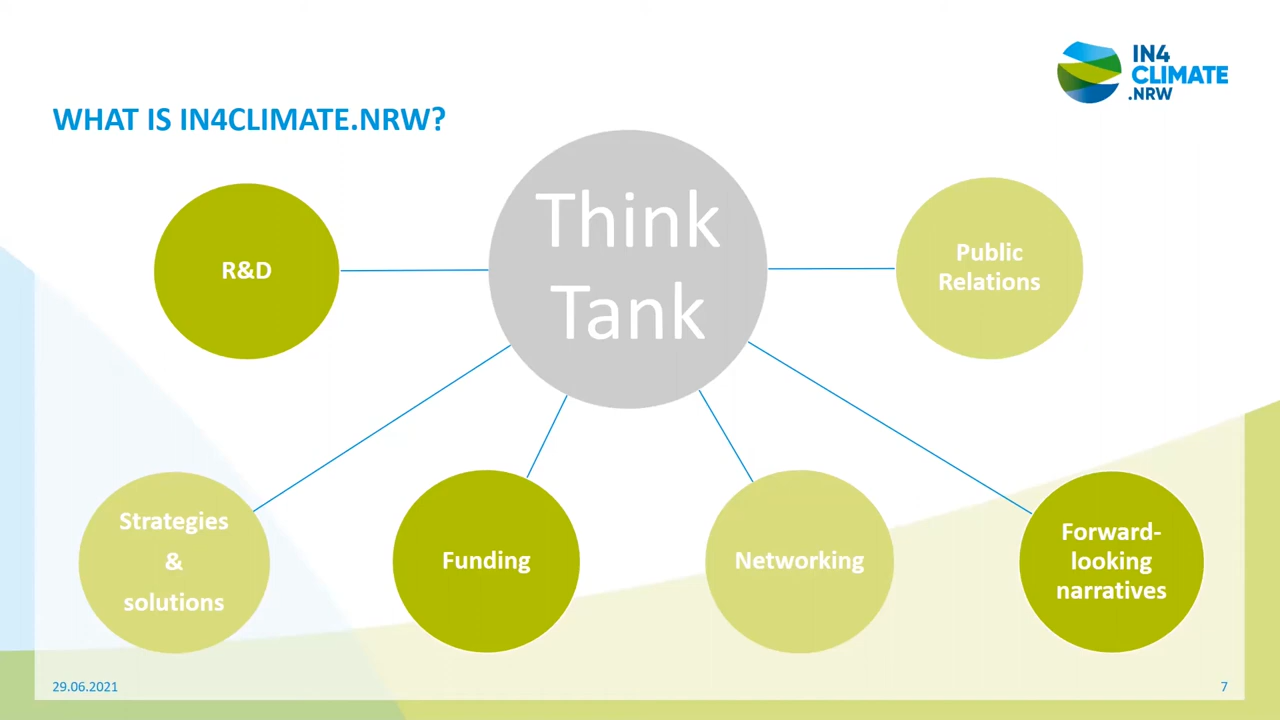 IN4
CLIMATE
.NRW
WHAT IS IN4CLIMATE.NRW?
Think
Tank
R&D
Public
Relations
Strategies
&
solutions
Funding
Networking
Forward-
looking
narratives
29.06.2021
7